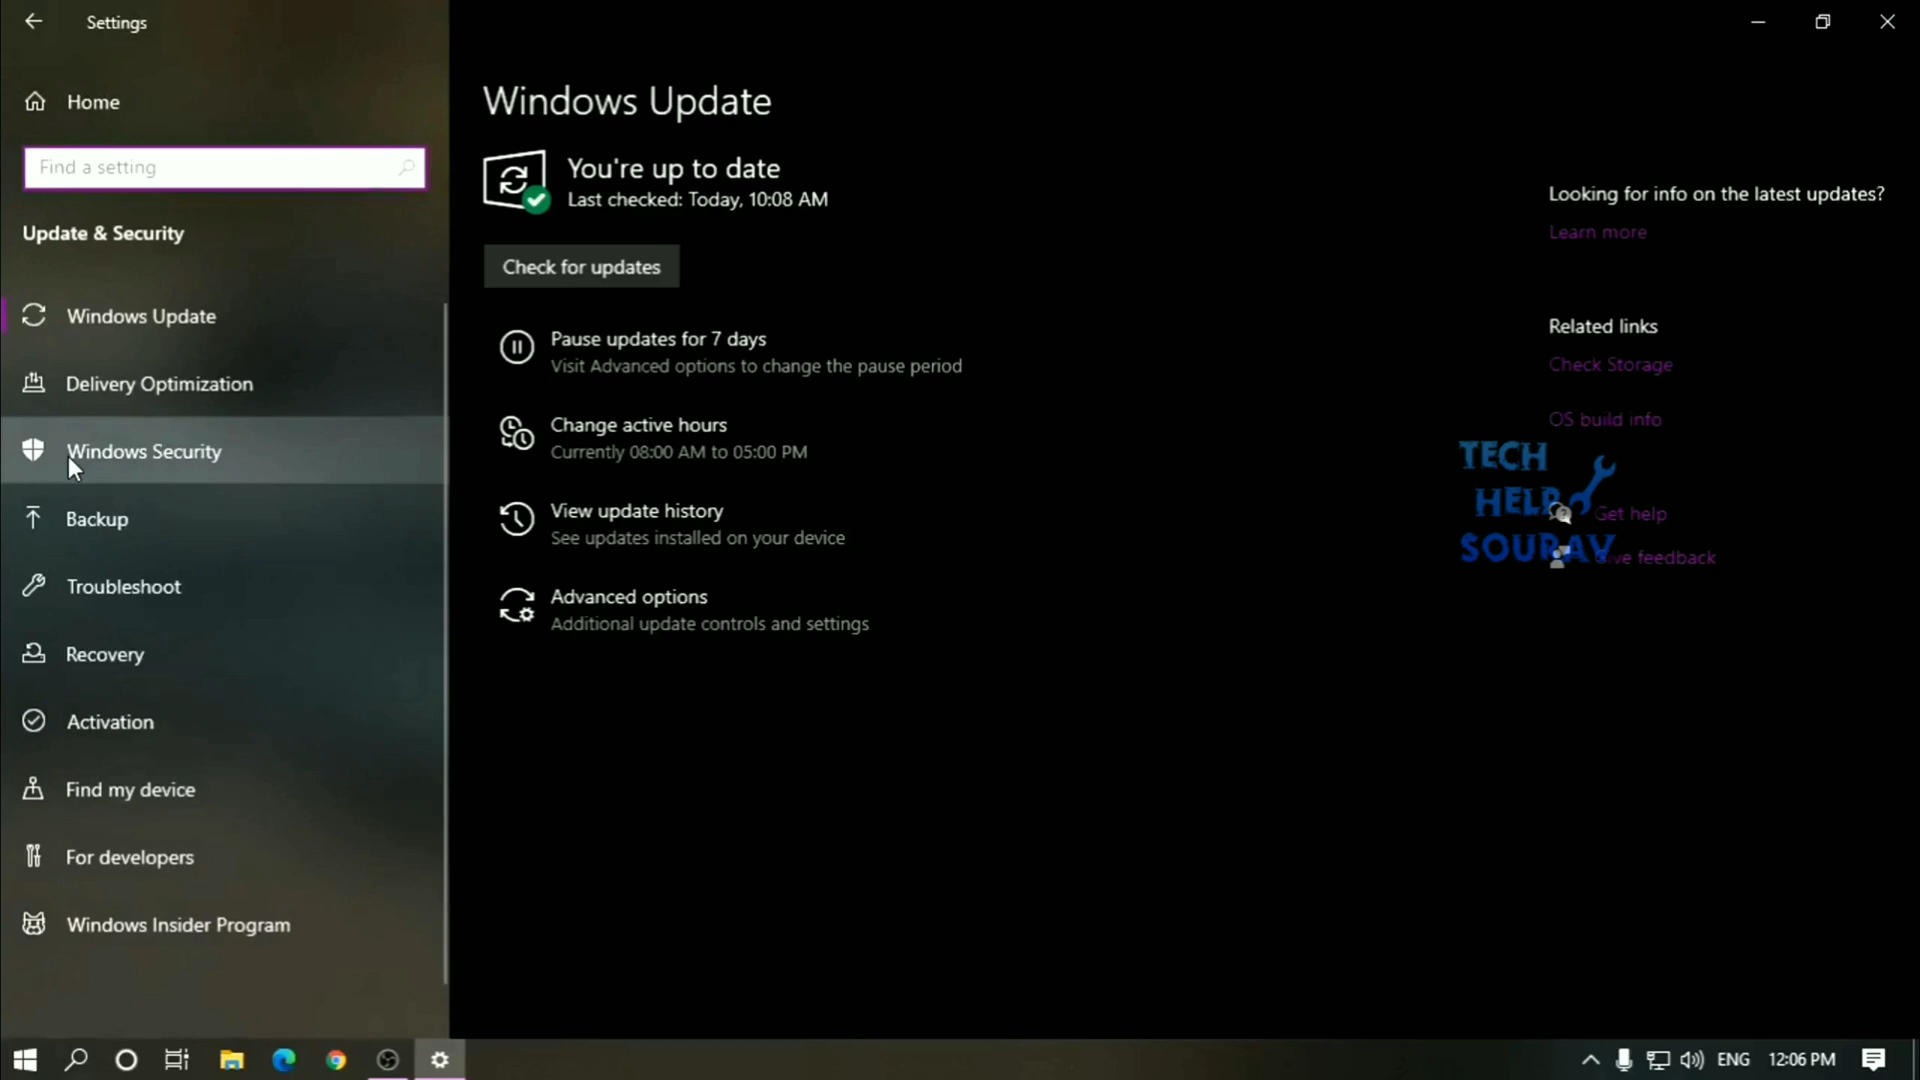 Settings
Home
Find a setting
Update & Security
Windows Update
Delivery Optimization
Windows Security
Backup
Troubleshoot
Recovery
Activation
Find my device
For developers
Windows Insider Program
Windows Update
You're up to date
Last checked: Today, 10:08 AM
Check for updates
Pause updates for 7 days
Visit Advanced options to change the pause period
Change active hours
Currently 08:00 AM to 05:00 PM
View update history
See updates installed on your device
Advanced options
Additional update controls and settings
Looking for info on the latest updates?
Learn more
Related links
Check Storage
OS build info
TECH
HELP
SOURAV
Get help
ive feedback
ENG
12:06 PM